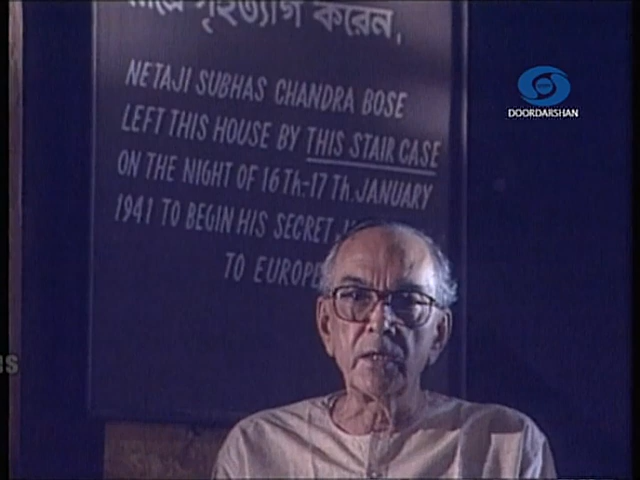 গৃহত্যাগ করেন,
NETAJI SUBHAS CHANDRA BOSE
LEFT THIS HOUSE BY THIS STAIR CASE
ON THE NIGHT OF 16TH-17TH. JANUARY
1941 TO BEGIN HIS SECRET
TO EUROPE
DOORDARSHAN